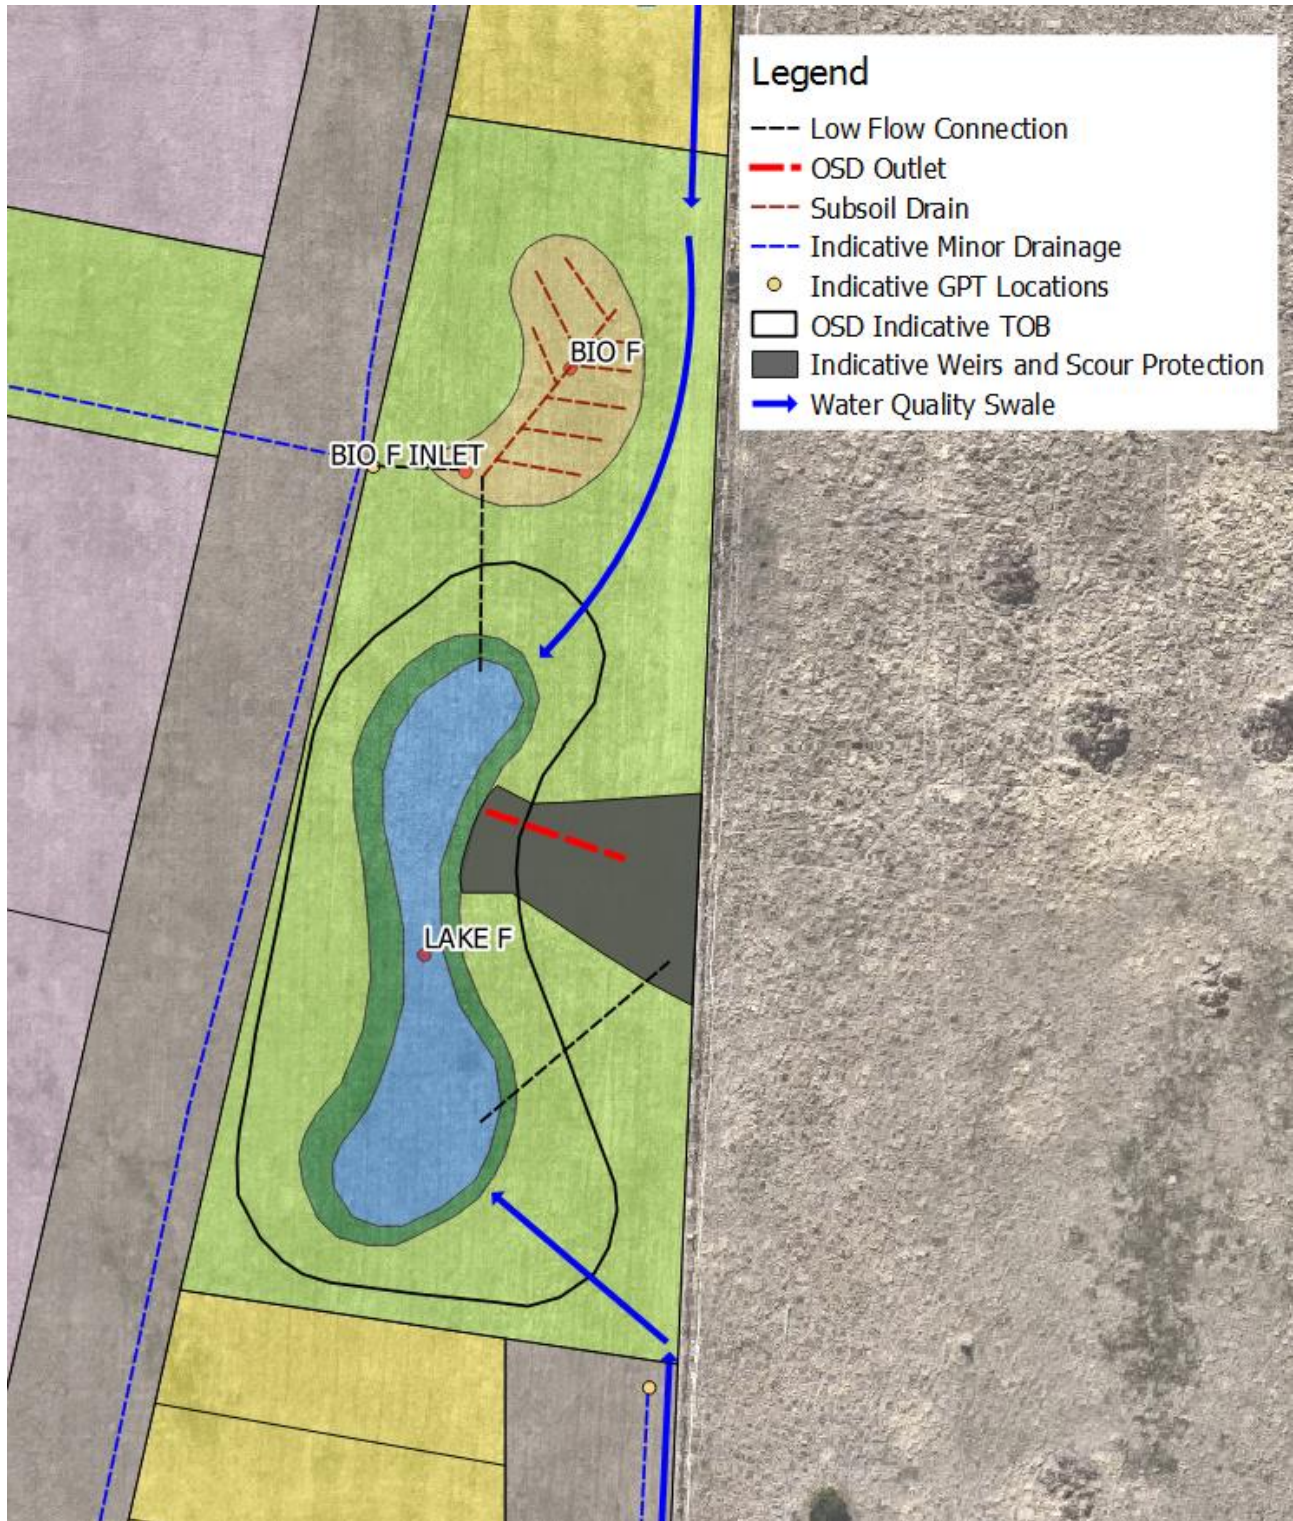 Legend
Low Flow Connection
OSD Outlet
Subsoil Drain
Indicative Minor Drainage
Indicative GPT Locations
OSD Indicative TOB
Indicative Weirs and Scour Protection
Water Quality Swale
BIO F
BIO F INLET
LAKE F